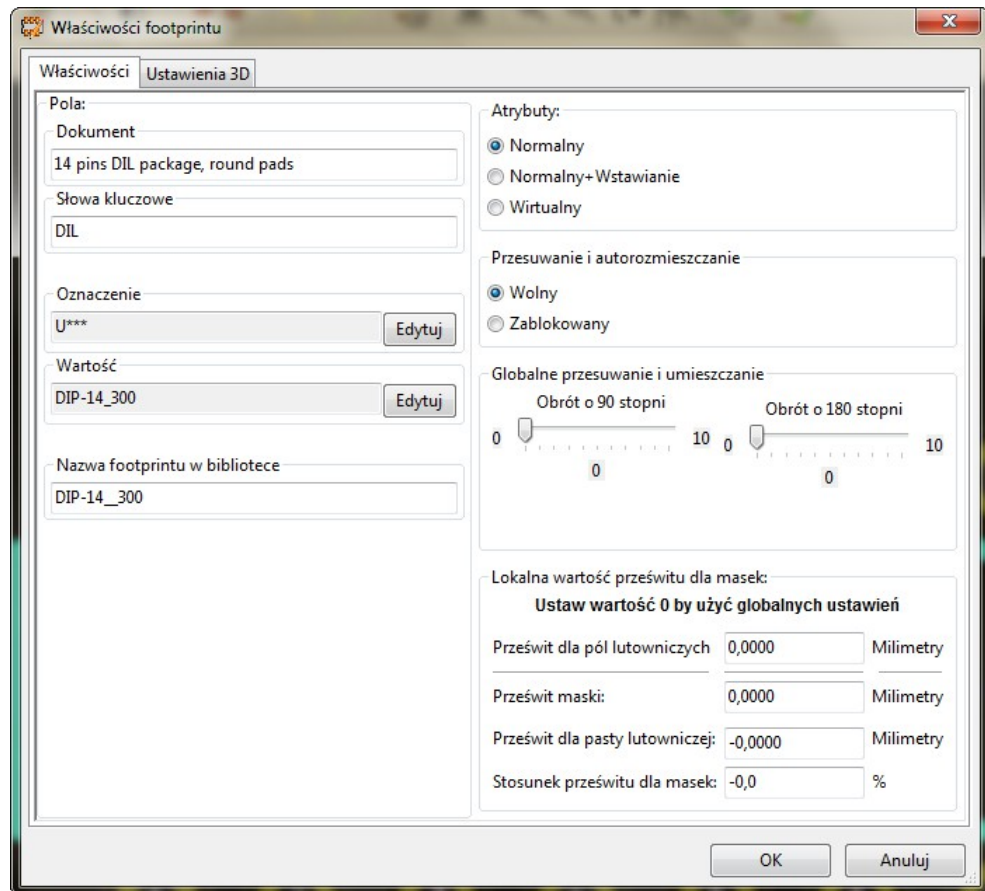 Właściwości footprintu
Właściwości
Ustawienia 3D
Pola:
Dokument
14 pins DIL package, round pads
Słowa kluczowe
DIL
Oznaczenie
U***
Edytuj
Wartość
DIP-14_300
Edytuj
Nazwa footprintu w bibliotece
DIP-14__300
Atrybuty:
Normalny
Normalny+Wstawianie
Wirtualny
Przesuwanie i autorozmieszczanie
Wolny
Zablokowany
Globalne przesuwanie i umieszczanie
Obrót o 90 stopni
0 10
0
Obrót o 180 stopni
0 10
0
Lokalna wartość prześwitu dla masek:
Ustaw wartość 0 by użyć globalnych ustawień
Prześwit dla pól lutowniczych 0,0000 Milimetry
Prześwit maski: 0,0000 Milimetry
Prześwit dla pasty lutowniczej: -0,0000 Milimetry
Stosunek prześwitu dla masek: -0,0 %
OK
Anuluj